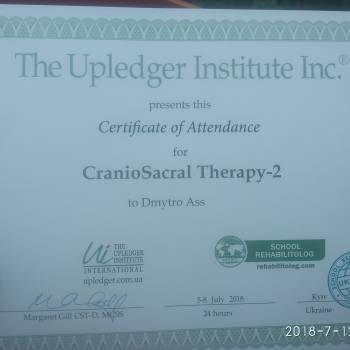 The Upledger Institute Inc.®
presents this
Certificate of Attendance
for
CranioSacral Therapy-2
to Dmytro Ass
Ui THE
UPLEDGER
INSTITUTE
INTERNATIONAL
upledger.com.ua
SCHOOL
REHABILITOLOG
rehabilitolog.com
SCHOOL
5-8 July 2018
Kyiv
Margaret Gill CST-D, MCSS
24 hours
Ukraine
2018-7-1